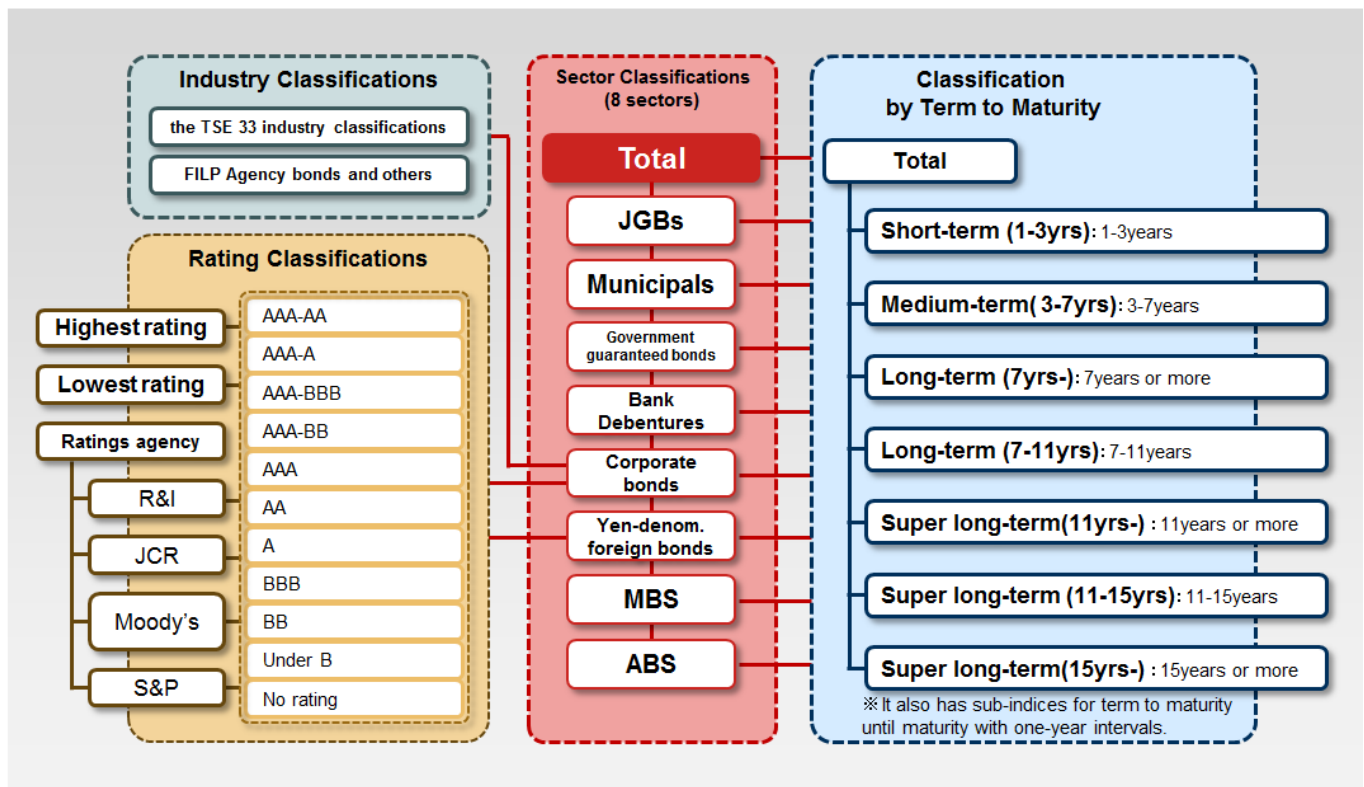 Industry Classifications
the TSE 33 industry classifications
FILP Agency bonds and others
Rating Classifications
Highest rating
Lowest rating
Ratings agency
R&I
JCR
Moody's
S&P
AAA-AA
AAA-A
AAA-BBB
AAA-BB
AAA
AA
A
BBB
BB
Under B
No rating
Sector Classifications
(8 sectors)
Total
JGBs
Municipals
Government
guaranteed bonds
Bank
Debentures
Corporate
bonds
Yen-denom.
foreign bonds
MBS
ABS
Classification
by Term to Maturity
Total
Short-term (1-3yrs): 1-3years
Medium-term( 3-7yrs): 3-7years
Long-term (7yrs-): 7years or more
Long-term (7-11yrs): 7-11years
Super long-term(11yrs-) : 11years or more
Super long-term (11-15yrs): 11-15years
Super long-term(15yrs-) : 15years or more
※It also has sub-indices for term to maturity
until maturity with one-year intervals.